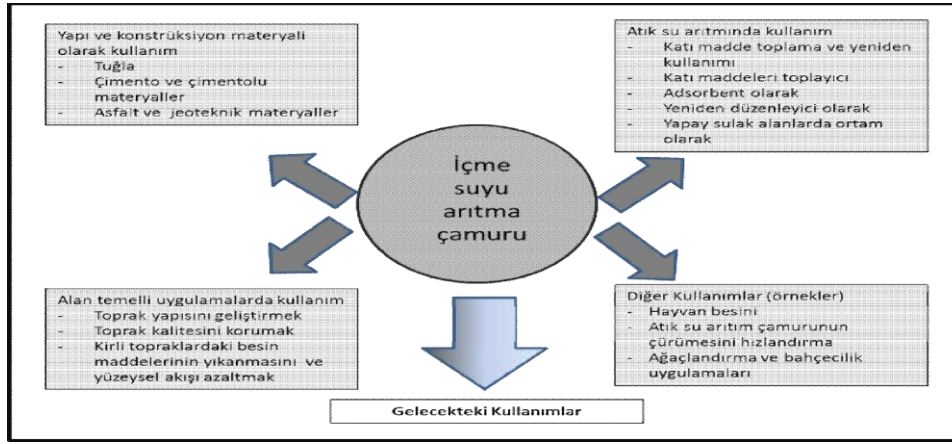 Yapı ve konstrüksiyon materyali
olarak kullanım
- Tuğla
- Çimento ve çimentolu
materyaller
- Asfalt ve jeoteknik materyaller
Atık su arıtmında kullanım
- Katı madde toplama ve yeniden
kullanımı
- Katı maddeleri toplayıcı
- Adsorbent olarak
- Yeniden düzenleyici olarak
- Yapay sulak alanlarda ortam
olarak
İçme
suyu
arıtma
çamuru
Alan temelli uygulamalarda kullanım
- Toprak yapısını geliştirmek
- Toprak kalitesini korumak
- Kirli topraklardaki besin
maddelerinin yıkanmasını ve
yüzeysel akışı azaltmak
Diğer Kullanımlar (örnekler)
- Hayvan besini
- Atık su arıtım çamurunun
çürümesini hızlandırma
- Ağaçlandırma ve bahçecilik
uygulamaları
Gelecekteki Kullanımlar